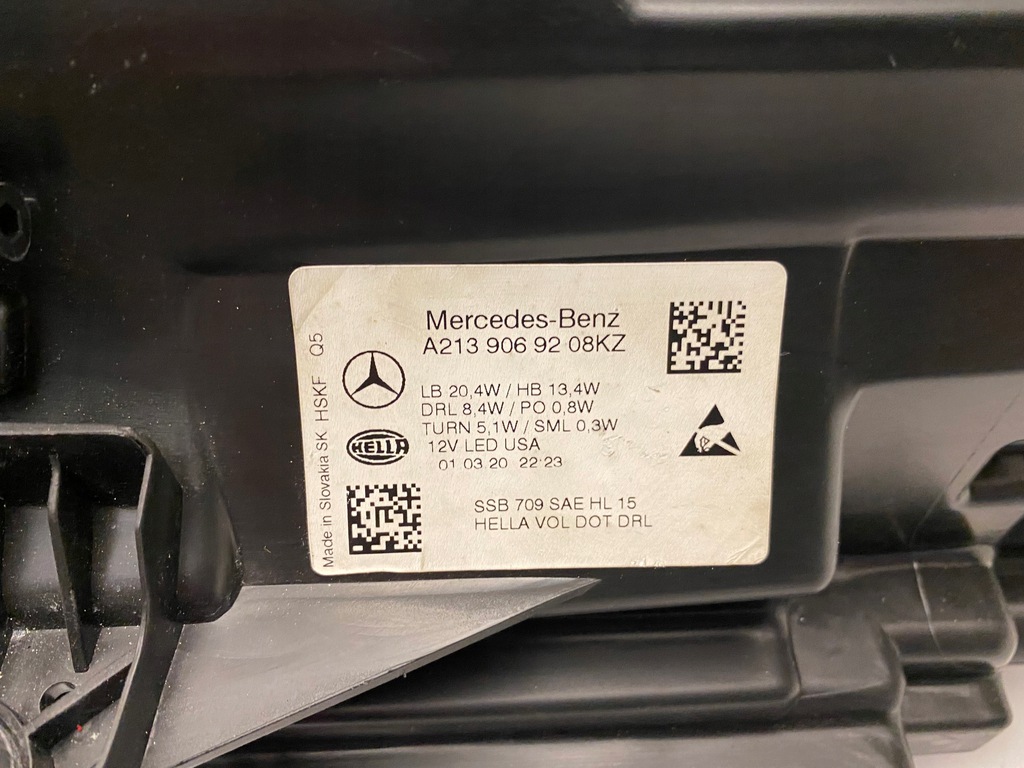 Mercedes-Benz
A213 906 92 08KZ
LB 20,4W / HB 13,4W
DRL 8,4W / PO 0,8W
TURN 5,1W / SML 0,3W
12V LED USA
01 03.20 22:23
SSB 709 SAE HL 15
HELLA VOL DOT DRL
HELLA
Made in Slovakia SK HSKF Q5